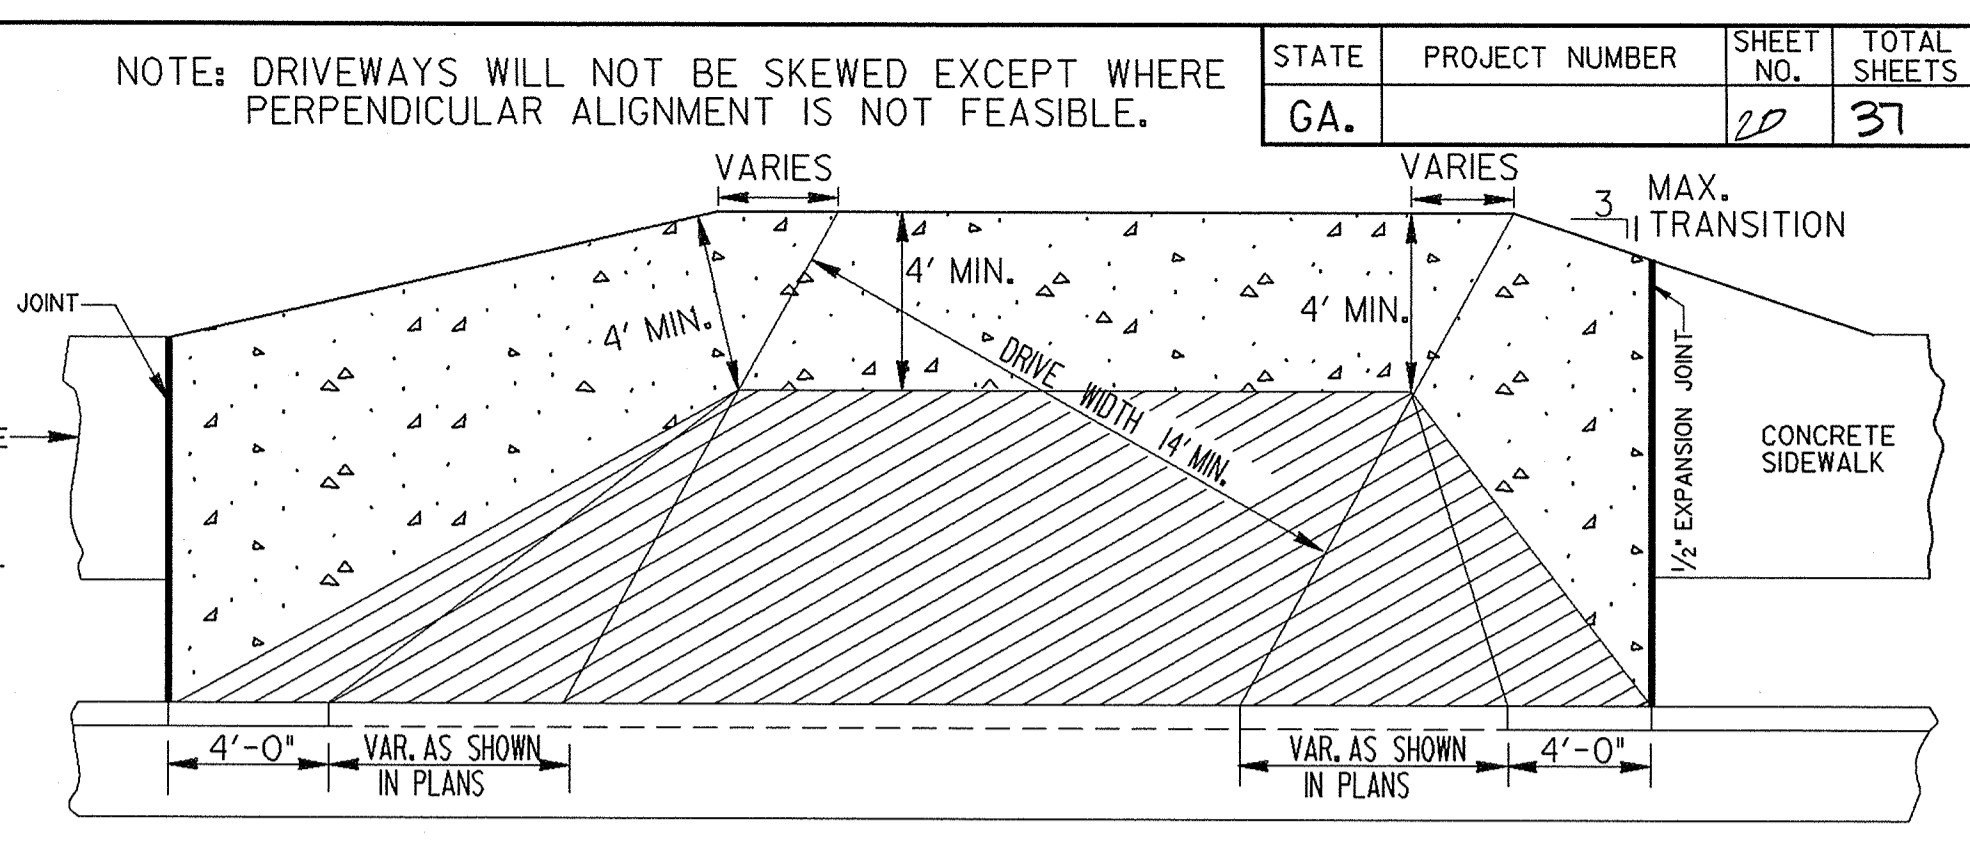 NOTE: DRIVEWAYS WILL NOT BE SKEWED EXCEPT WHERE
PERPENDICULAR ALIGNMENT IS NOT FEASIBLE.
STATE
PROJECT NUMBER
SHEET
NO.
TOTAL
SHEETS
GA.
20
37
VARIES
VARIES
3
1
MAX.
TRANSITION
JOINT
4' MIN.
4' MIN.
4' MIN.
DRIVE WIDTH 14' MIN.
1/2" EXPANSION JOINT
CONCRETE
SIDEWALK
E
4'-0"
VAR. AS SHOWN
IN PLANS
VAR. AS SHOWN
IN PLANS
4'-0"